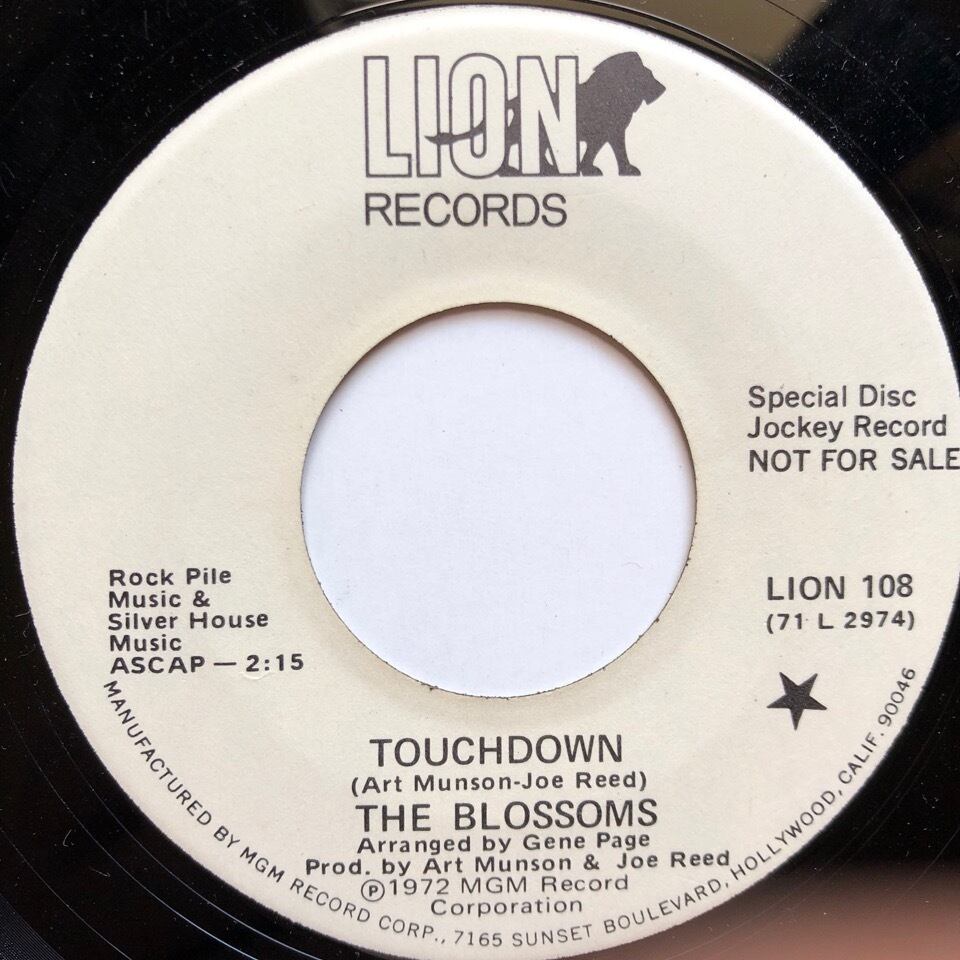 LION
RECORDS
Special Disc
Jockey Record
NOT FOR SALE
Rock Pile
Music &
Silver House
Music
ASCAP — 2:15
LION 108
(71 L 2974)
TOUCHDOWN
(Art Munson-Joe Reed)
THE BLOSSOMS
Arranged by Gene Page
Prod. by Art Munson & Joe Reed
℗1972 MGM Record
Corporation
MANUFACTURED BY MGM RECORD CORP., 7165 SUNSET BOULEVARD, HOLLYWOOD, CALIF. 90046